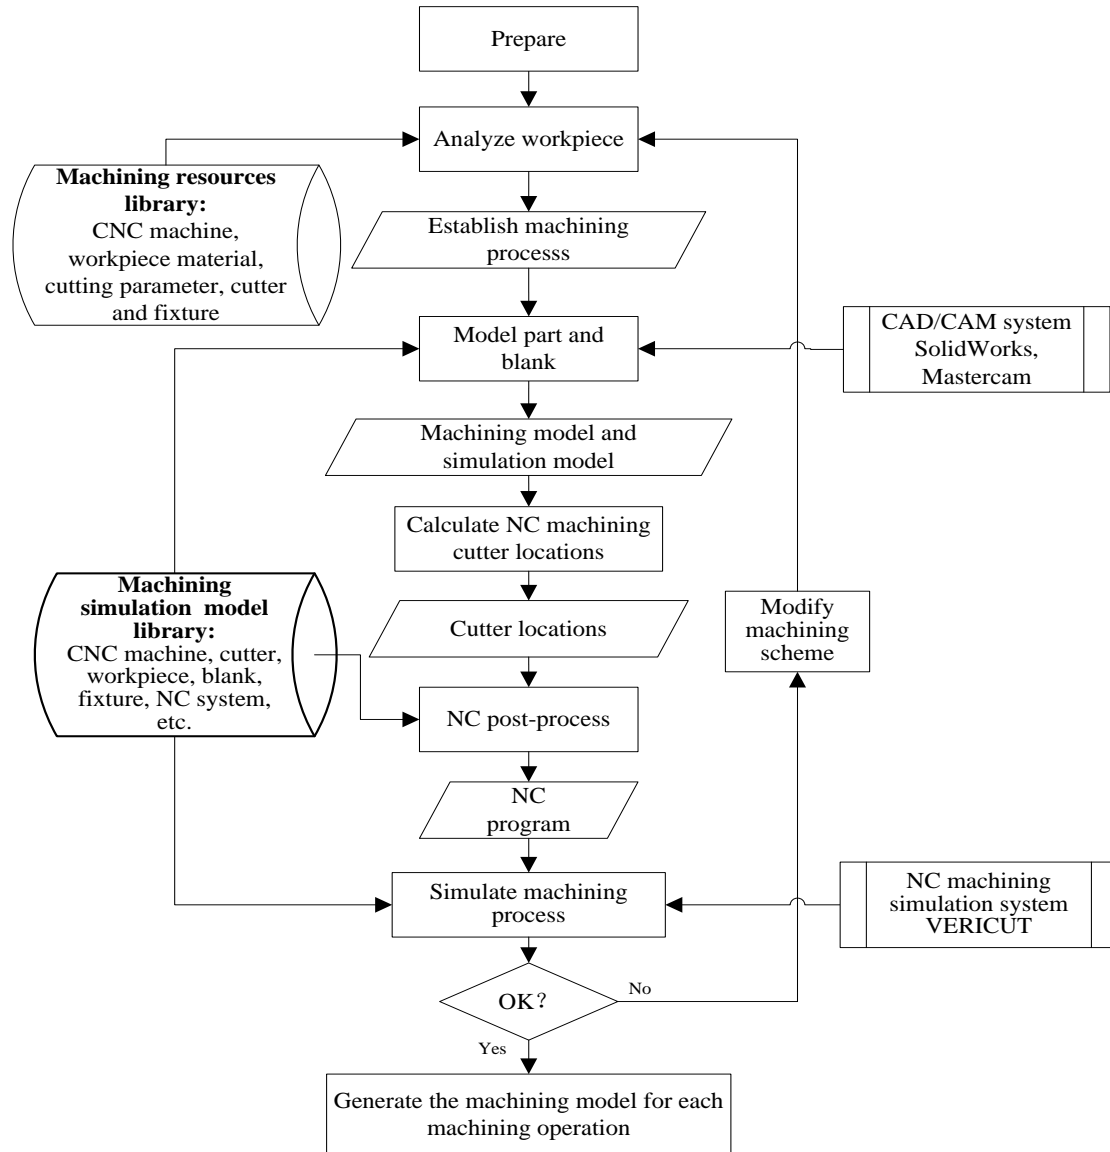 Prepare
Analyze workpiece
Machining resources
library:
CNC machine,
workpiece material,
cutting parameter, cutter
and fixture
Establish machining
processs
Model part and
blank
CAD/CAM system
SolidWorks,
Mastercam
Machining model and
simulation model
Calculate NC machining
cutter locations
Machining
simulation model
library:
CNC machine, cutter,
workpiece, blank,
fixture, NC system,
etc.
Cutter locations
Modify
machining
scheme
NC post-process
NC
program
Simulate machining
process
NC machining
simulation system
VERICUT
OK?
No
Yes
Generate the machining model for each
machining operation